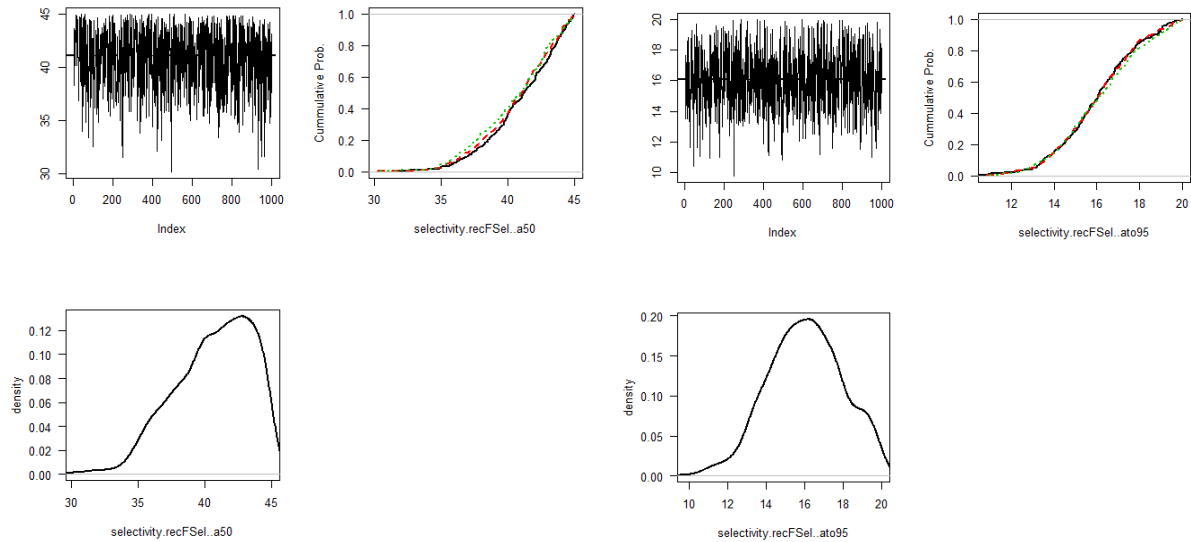 45
40
35
30
0 200 400 600 800 1000
Index
Cummulative Prob.
1.0
0.8
0.6
0.4
0.2
0.0
30 35 40 45
selectivity.recFSel..a50
20
18
16
14
12
10
0 200 400 600 800 1000
Index
Cummulative Prob.
1.0
0.8
0.6
0.4
0.2
0.0
12 14 16 18 20
selectivity.recFSel..ato95
density
0.12
0.10
0.08
0.06
0.04
0.02
0.00
30 35 40 45
selectivity.recFSel..a50
density
0.20
0.15
0.10
0.05
0.00
10 12 14 16 18 20
selectivity.recFSel..ato95